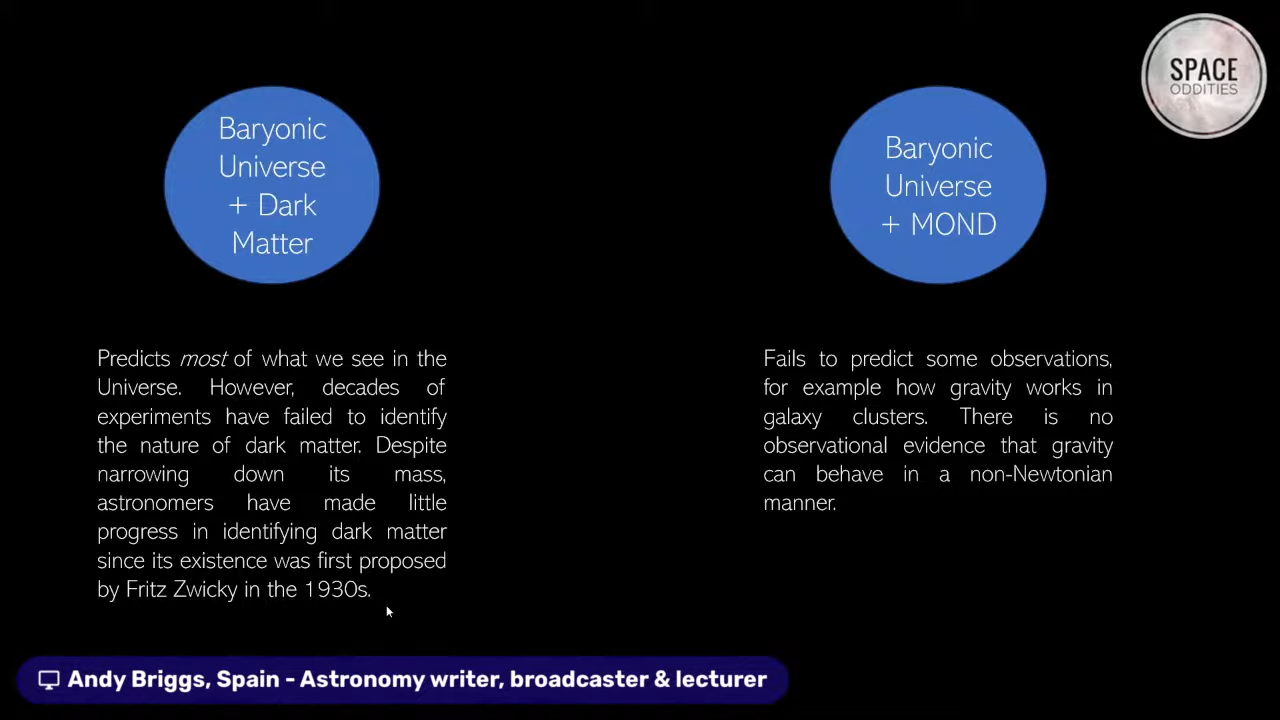 SPACE
ODDITIES
Baryonic
Universe
+ Dark
Matter
Baryonic
Universe
+ MOND
Predicts most of what we see in the
Universe. However, decades of
experiments have failed to identify
the nature of dark matter. Despite
narrowing down its mass,
astronomers have made little
progress in identifying dark matter
since its existence was first proposed
by Fritz Zwicky in the 1930s.
Fails to predict some observations,
for example how gravity works in
galaxy clusters. There is no
observational evidence that gravity
can behave in a non-Newtonian
manner.
Andy Briggs, Spain - Astronomy writer, broadcaster & lecturer